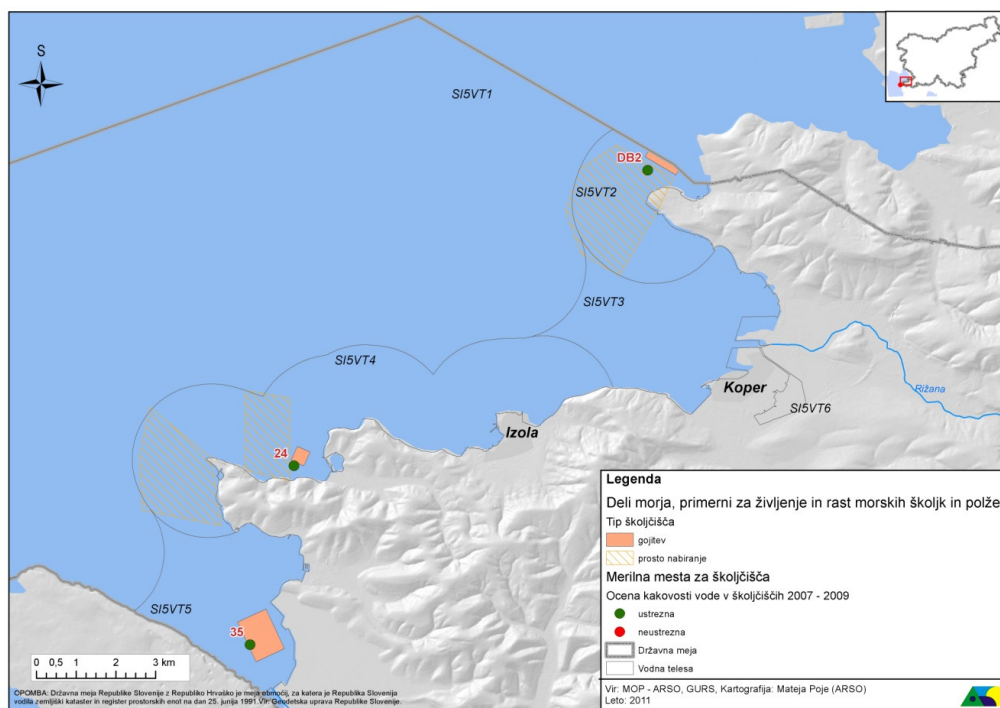 S
SI5VT1
DB2
SI5VT2
SI5VT3
SI5VT4
Koper
Rižana
SI5VT6
Izola
24
SI5VT5
35
0 0,5 1 2 3 km
OPOMBA: Državna meja Republike Slovenije z Republiko Hrvaško je meja območij, za katera je Republika Slovenija
vodila zemljiški kataster in register prostorskih enot na dan 25. junija 1991.Vir: Geodetska uprava Republike Slovenije.
Legenda
Deli morja, primerni za življenje in rast morskih školjk in polže
Tip školjčišča
gojitev
prosto nabiranje
Merilna mesta za školjčišča
Ocena kakovosti vode v školjčiščih 2007 - 2009
ustrezna
neustrezna
Državna meja
Vodna telesa
Vir: MOP - ARSO, GURS, Kartografija: Mateja Poje (ARSO)
Leto: 2011